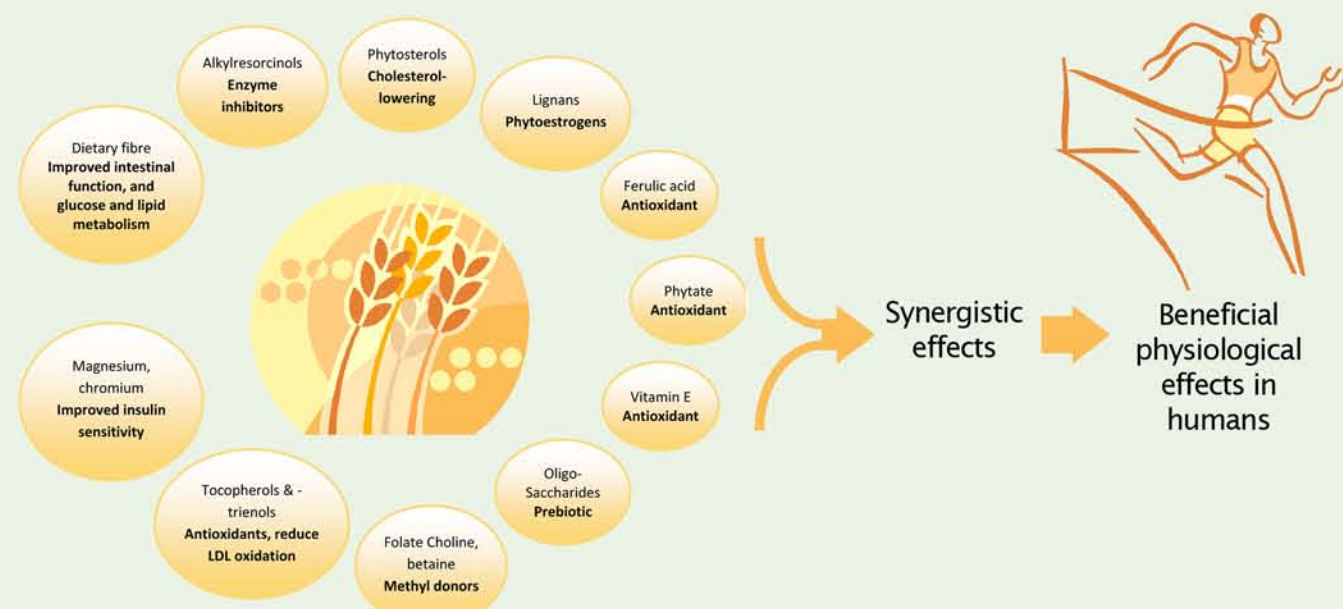 Alkylresorcinols
Enzyme
inhibitors
Phytosterols
Cholesterol-
lowering
Lignans
Phytoestrogens
Dietary fibre
Improved intestinal
function, and
glucose and lipid
metabolism
Ferulic acid
Antioxidant
Phytate
Antioxidant
Vitamin E
Antioxidant
Magnesium,
chromium
Improved insulin
sensitivity
Oligo-
Saccharides
Prebiotic
Tocopherols & -
trienols
Antioxidants, reduce
LDL oxidation
Folate Choline,
betaine
Methyl donors
Synergistic
effects
Beneficial
physiological
effects in
humans